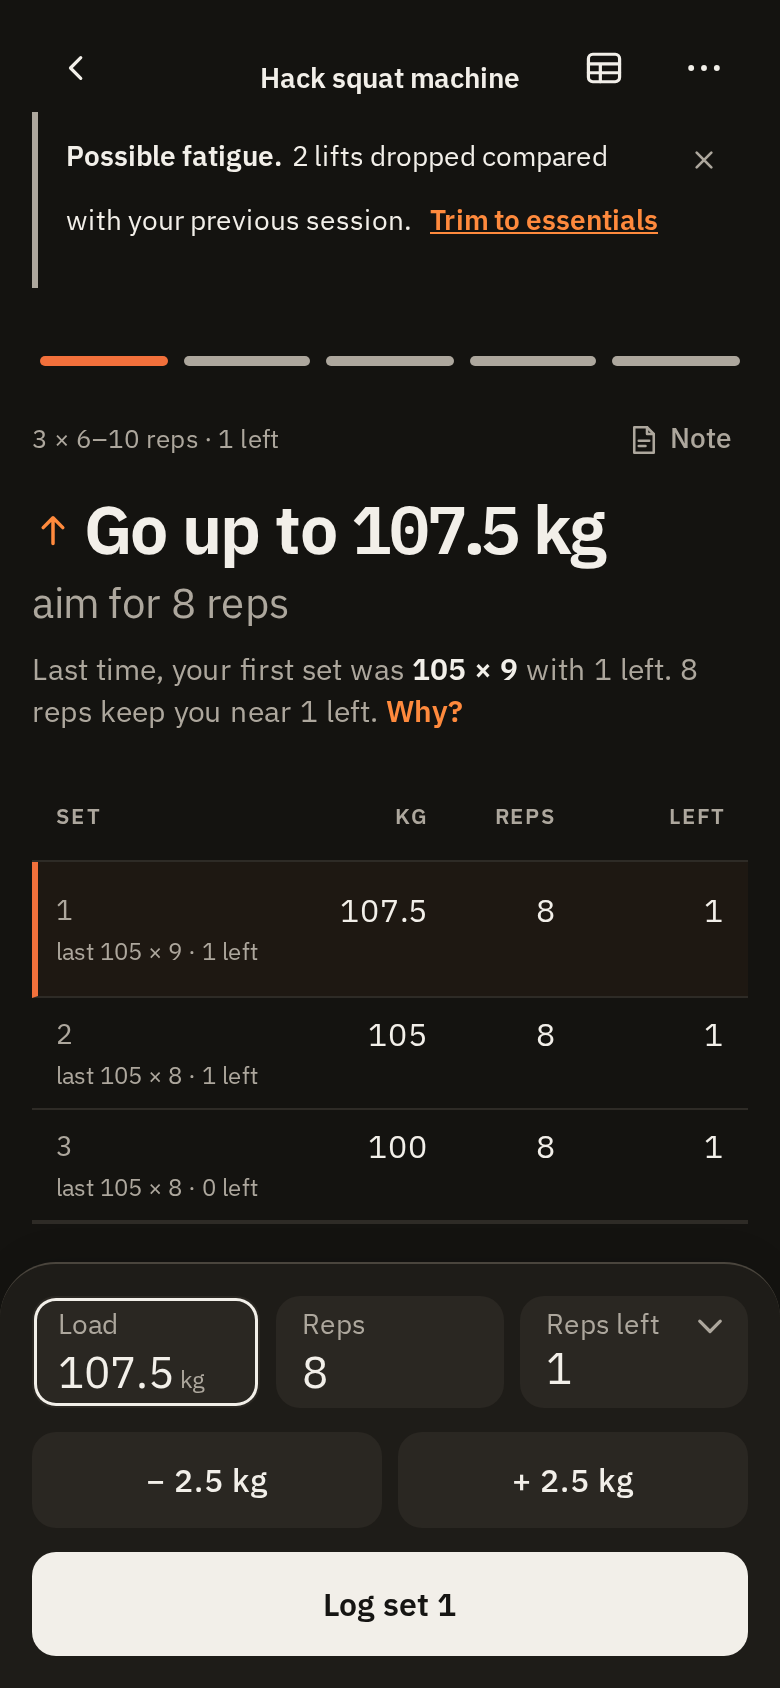 Hack squat machine
Possible fatigue. 2 lifts dropped compared
with your previous session. Trim to essentials
3 × 6–10 reps · 1 left
Note
↑ Go up to 107.5 kg
aim for 8 reps
Last time, your first set was 105 × 9 with 1 left. 8
reps keep you near 1 left. Why?
SET KG REPS LEFT
1 107.5 8 1
last 105 × 9 · 1 left
2 105 8 1
last 105 × 8 · 1 left
3 100 8 1
last 105 × 8 · 0 left
Load Reps Reps left
107.5 kg 8 1
− 2.5 kg + 2.5 kg
Log set 1